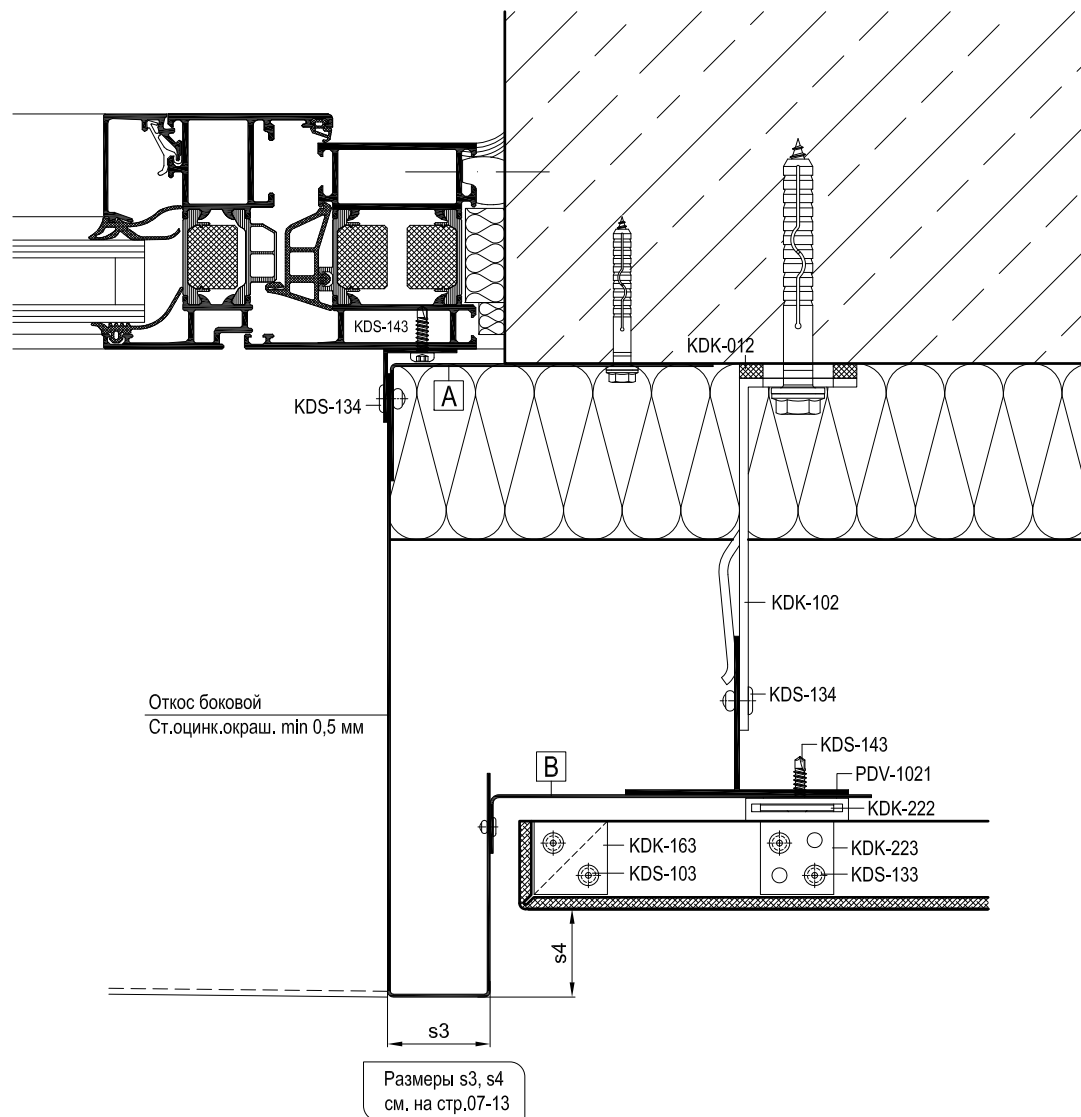 KDS-143
KDK-012
KDS-134
A
KDK-102
Откос боковой
Ст.оцинк.окраш. min 0,5 мм
KDS-134
KDS-143
B
PDV-1021
KDK-222
KDK-163
KDK-223
KDS-103
KDS-133
s4
s3
Размеры s3, s4
см. на стр.07-13